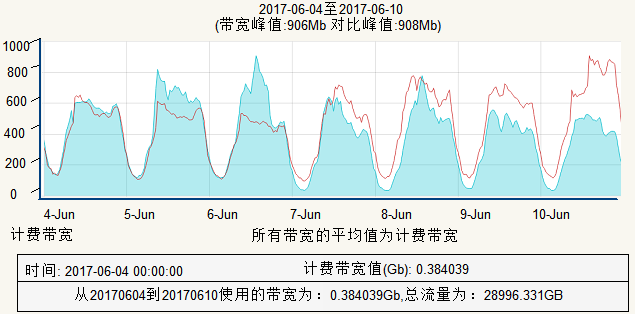 2017-06-04至2017-06-10
(带宽峰值:906Mb 对比峰值:908Mb)
1000
800
600
400
200
0
4-Jun 5-Jun 6-Jun 7-Jun 8-Jun 9-Jun 10-Jun
计费带宽 所有带宽的平均值为计费带宽
时间: 2017-06-04 00:00:00 计费带宽值(Gb): 0.384039
从20170604到20170610使用的带宽为：0.384039Gb,总流量为：28996.331GB